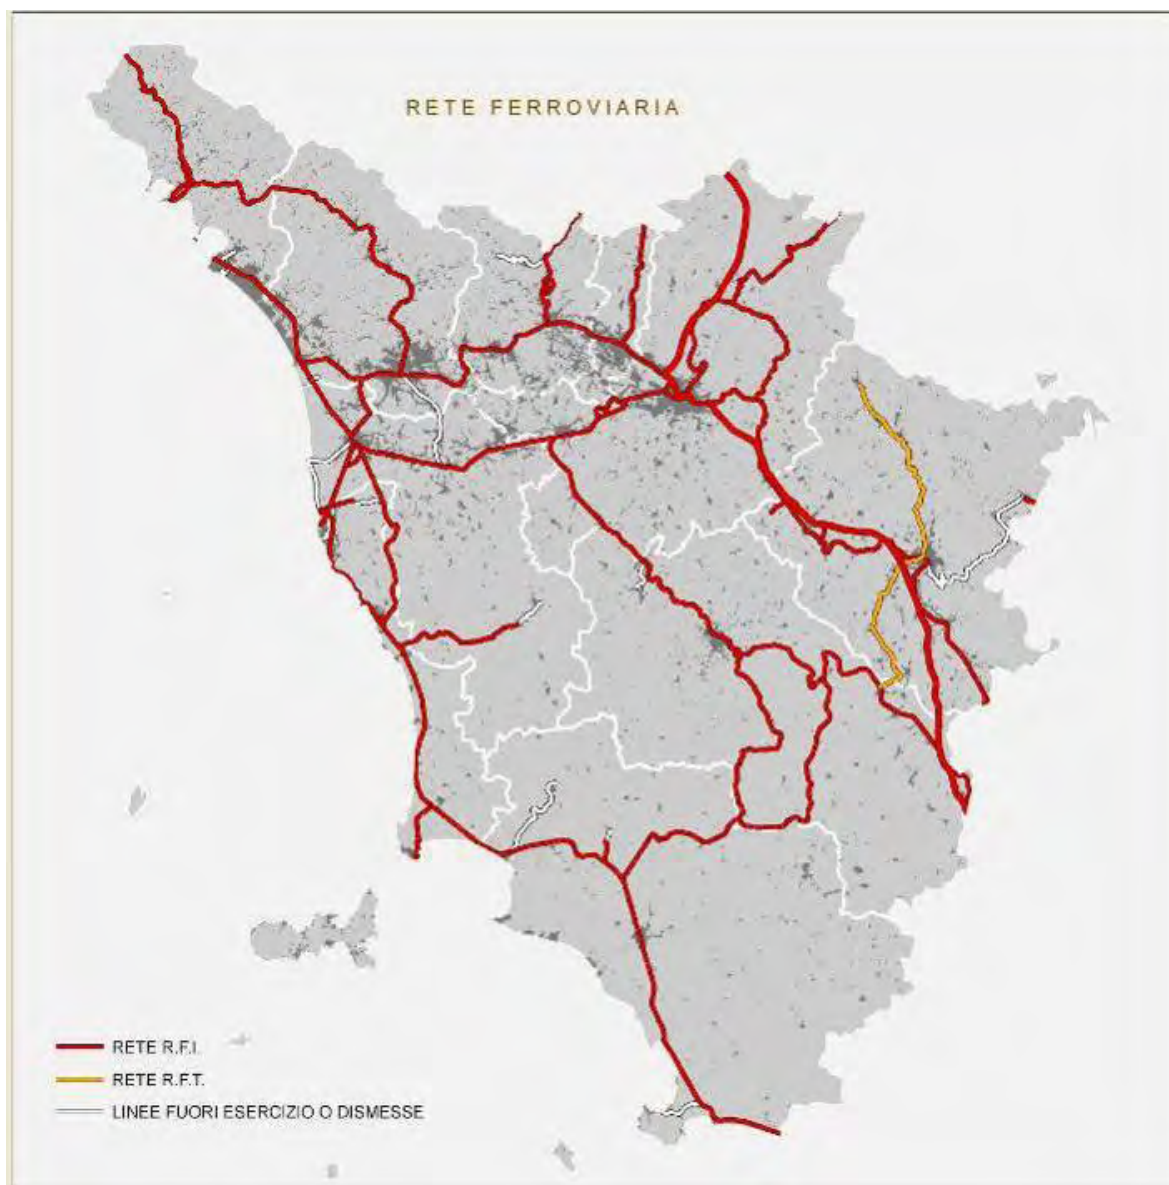 RETE FERROVIARIA
RETE R.F.I.
RETE R.F.T.
LINEE FUORI ESERCIZIO O DISMESSE